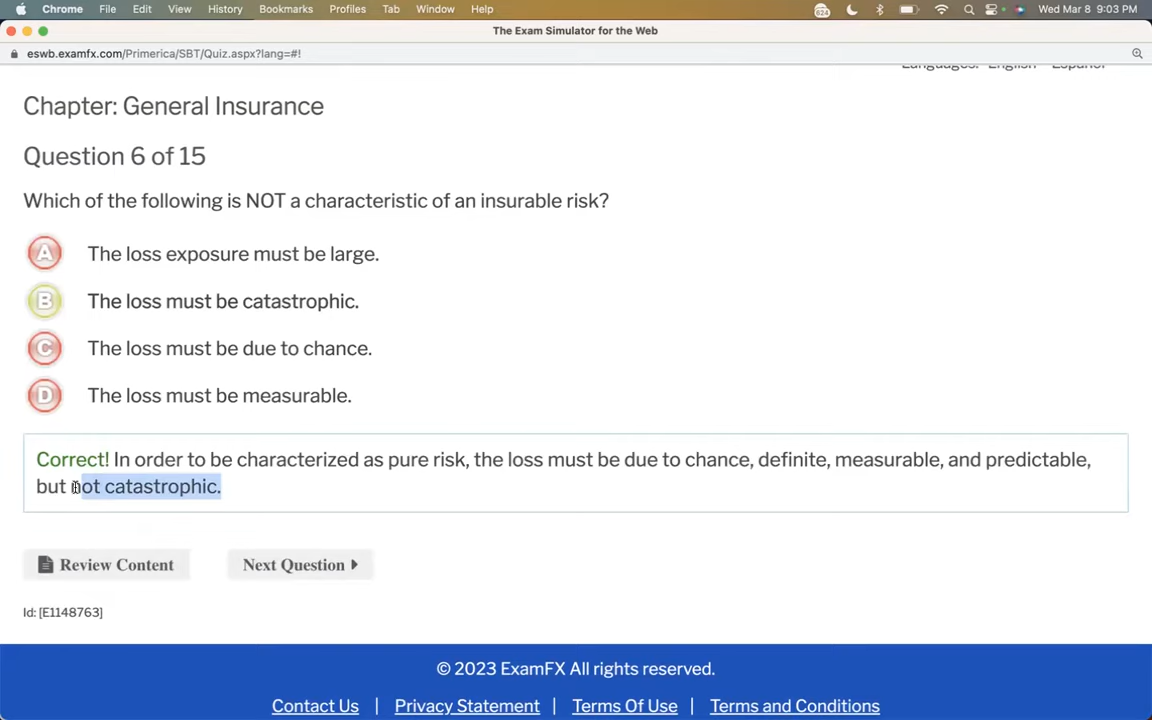 Chrome File Edit View History Bookmarks Profiles Tab Window Help 624 Wed Mar 8 9:03 PM
The Exam Simulator for the Web
eswb.examfx.com/Primerica/SBT/Quiz.aspx?lang=#!
Languages: English Español
Chapter: General Insurance
Question 6 of 15
Which of the following is NOT a characteristic of an insurable risk?
A The loss exposure must be large.
B The loss must be catastrophic.
C The loss must be due to chance.
D The loss must be measurable.
Correct! In order to be characterized as pure risk, the loss must be due to chance, definite, measurable, and predictable,
but not catastrophic.
Review Content Next Question
Id: [E1148763]
© 2023 ExamFX All rights reserved.
Contact Us | Privacy Statement | Terms Of Use | Terms and Conditions